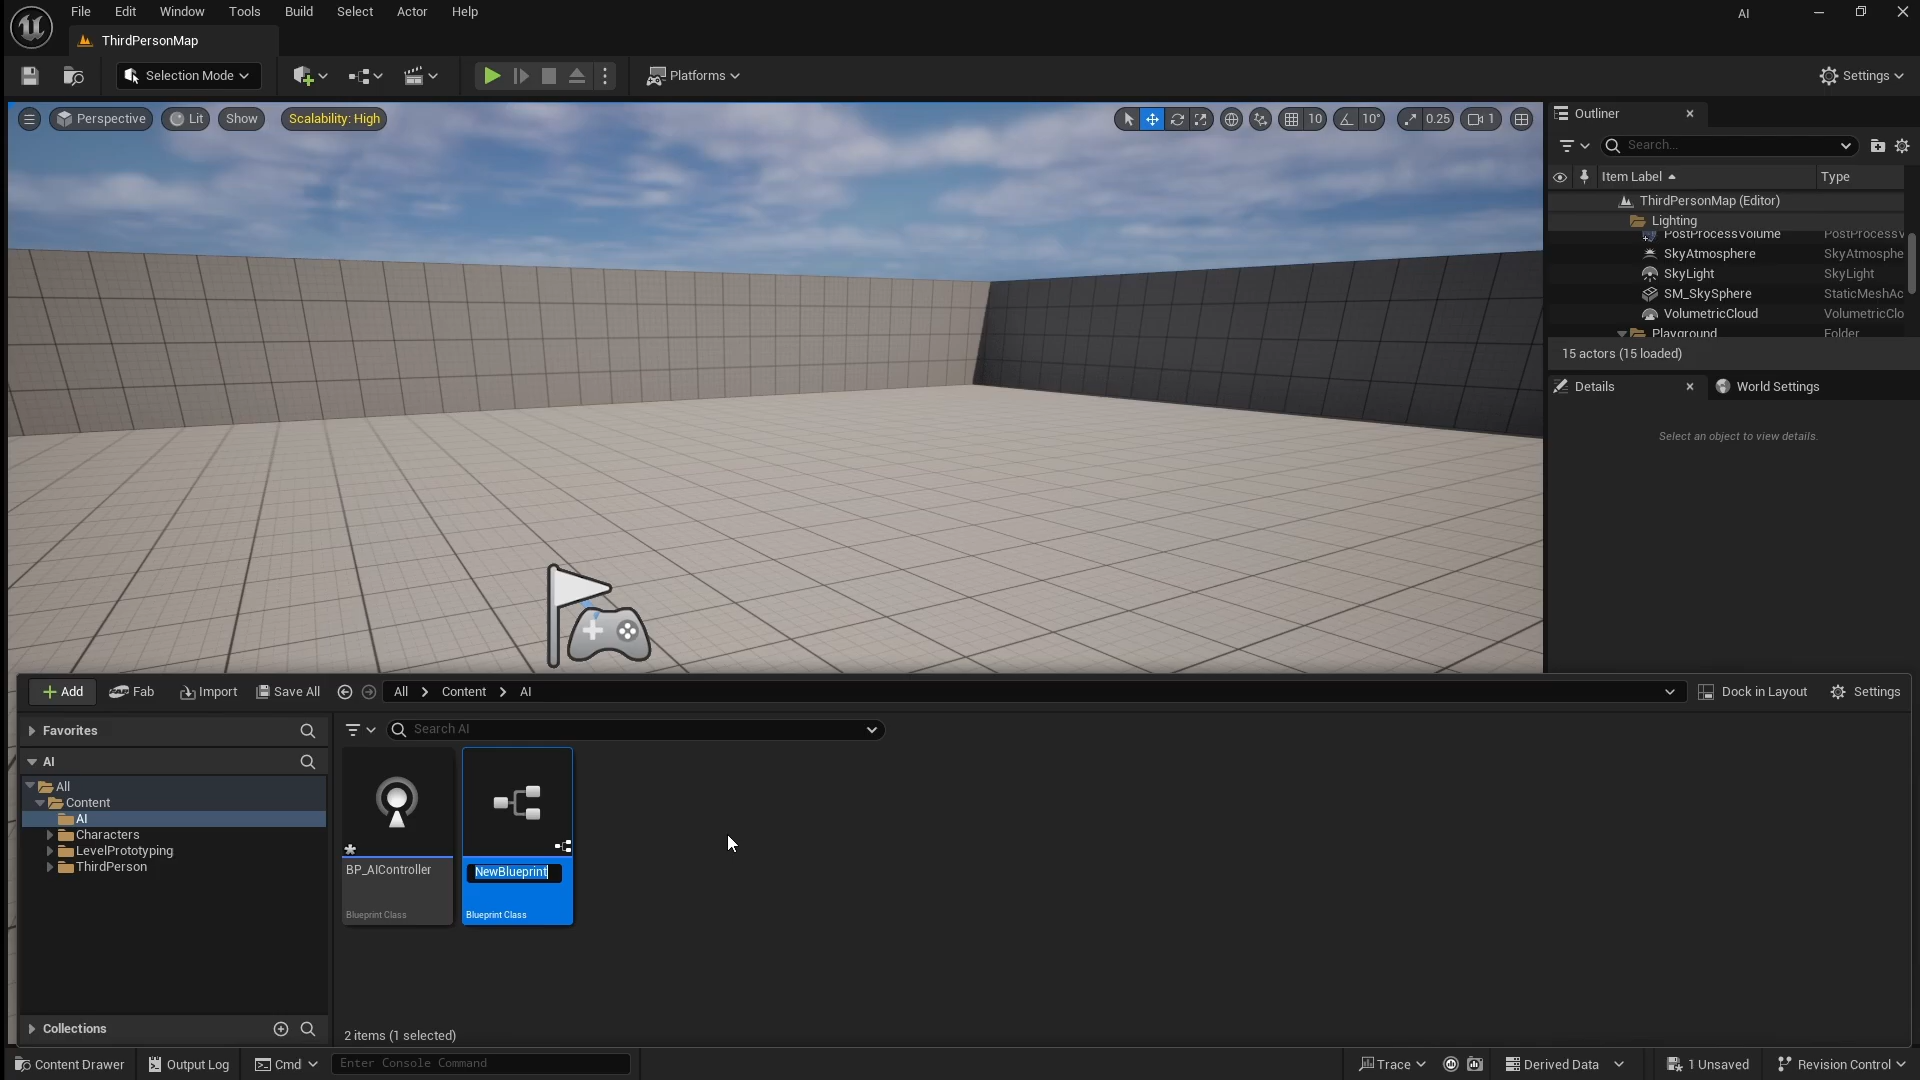 File Edit Window Tools Build Select Actor Help
AI
ThirdPersonMap
Selection Mode
Platforms
Settings
Perspective
Lit
Show
Scalability: High
10
10°
0.25
1
Outliner
Search...
Item Label
Type
ThirdPersonMap (Editor)
Lighting
PostProcessVolume PostProcessV
SkyAtmosphere SkyAtmosphe
SkyLight SkyLight
SM_SkySphere StaticMeshAc
VolumetricCloud VolumetricClo
Playground Folder
15 actors (15 loaded)
Details
World Settings
Select an object to view details.
Add
Fab
Import
Save All
All > Content > AI
Dock in Layout
Settings
Favorites
Search AI
AI
All
Content
AI
Characters
LevelPrototyping
ThirdPerson
BP_AIController
Blueprint Class
NewBlueprint
Blueprint Class
Collections
2 items (1 selected)
Content Drawer
Output Log
Cmd
Enter Console Command
Trace
Derived Data
1 Unsaved
Revision Control